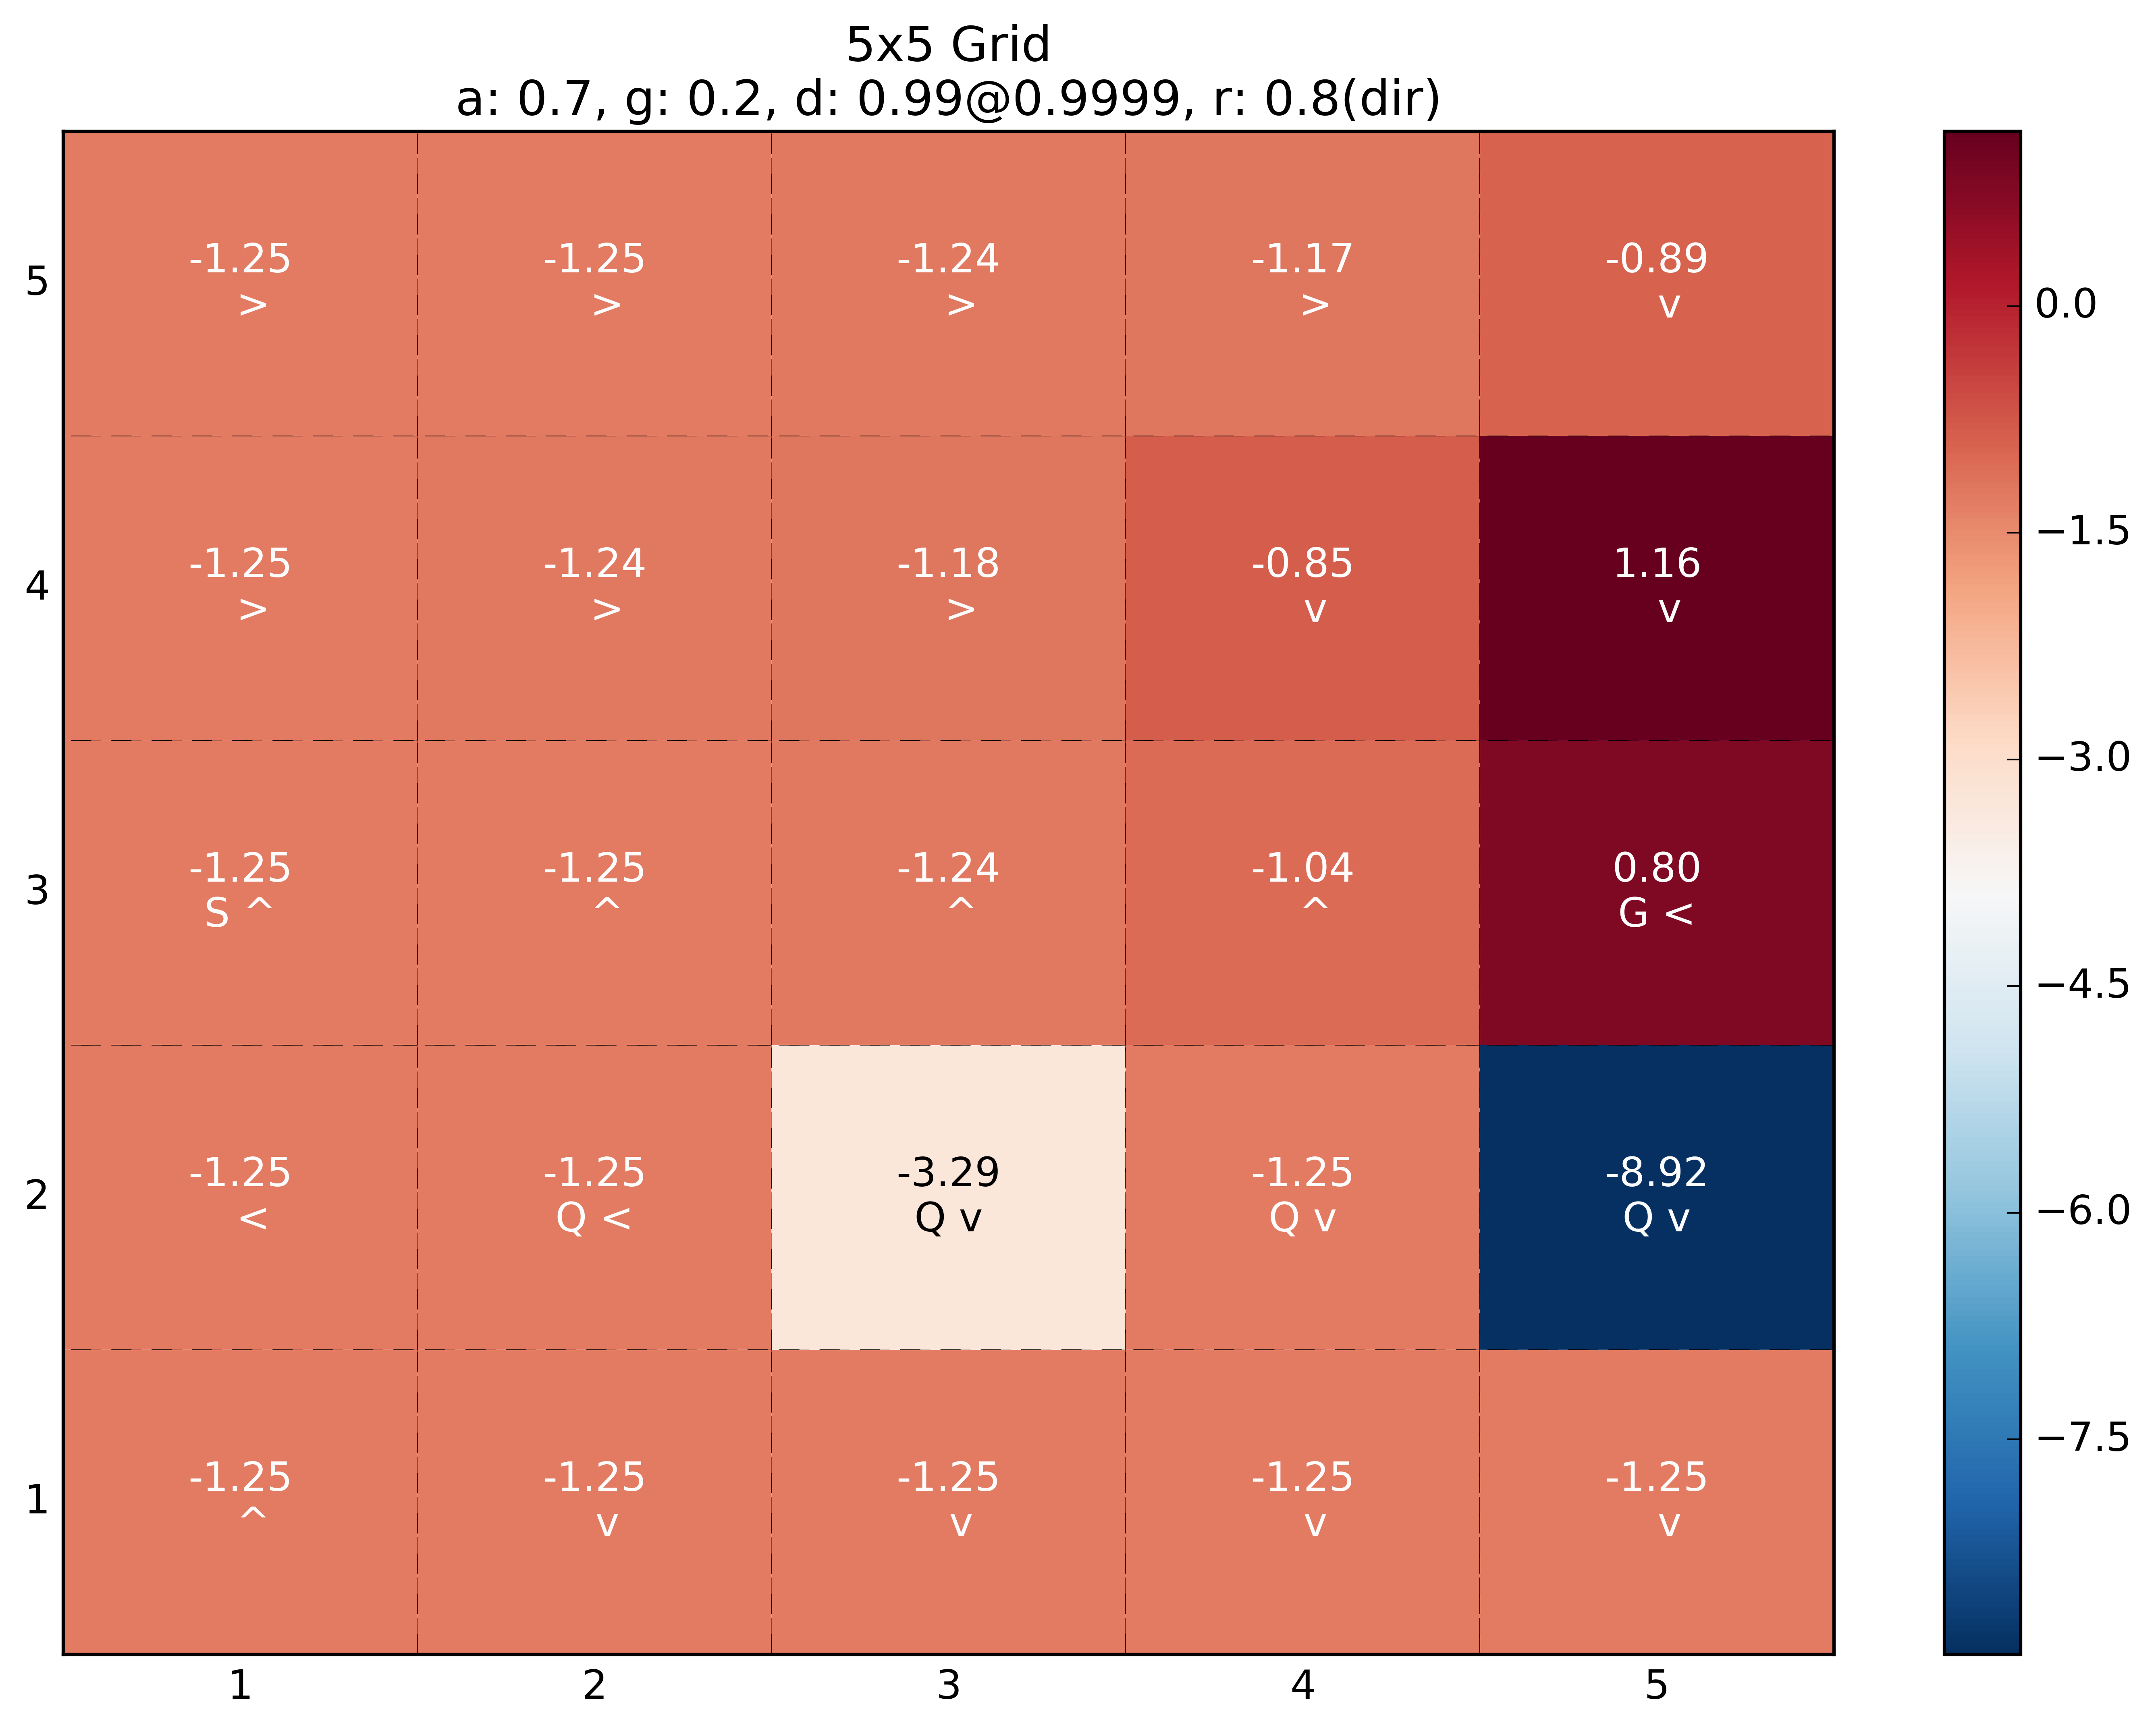 5x5 Grid
a: 0.7, g: 0.2, d: 0.99@0.9999, r: 0.8(dir)
5
-1.25 -1.25 -1.24 -1.17 -0.89
> > > > v
4
-1.25 -1.24 -1.18 -0.85 1.16
> > > v v
3
-1.25 -1.25 -1.24 -1.04 0.80
S ^ ^ ^ ^ G <
2
-1.25 -1.25 -3.29 -1.25 -8.92
< Q < Q v Q v Q v
1
-1.25 -1.25 -1.25 -1.25 -1.25
^ v v v v
1 2 3 4 5
0.0
−1.5
−3.0
−4.5
−6.0
−7.5